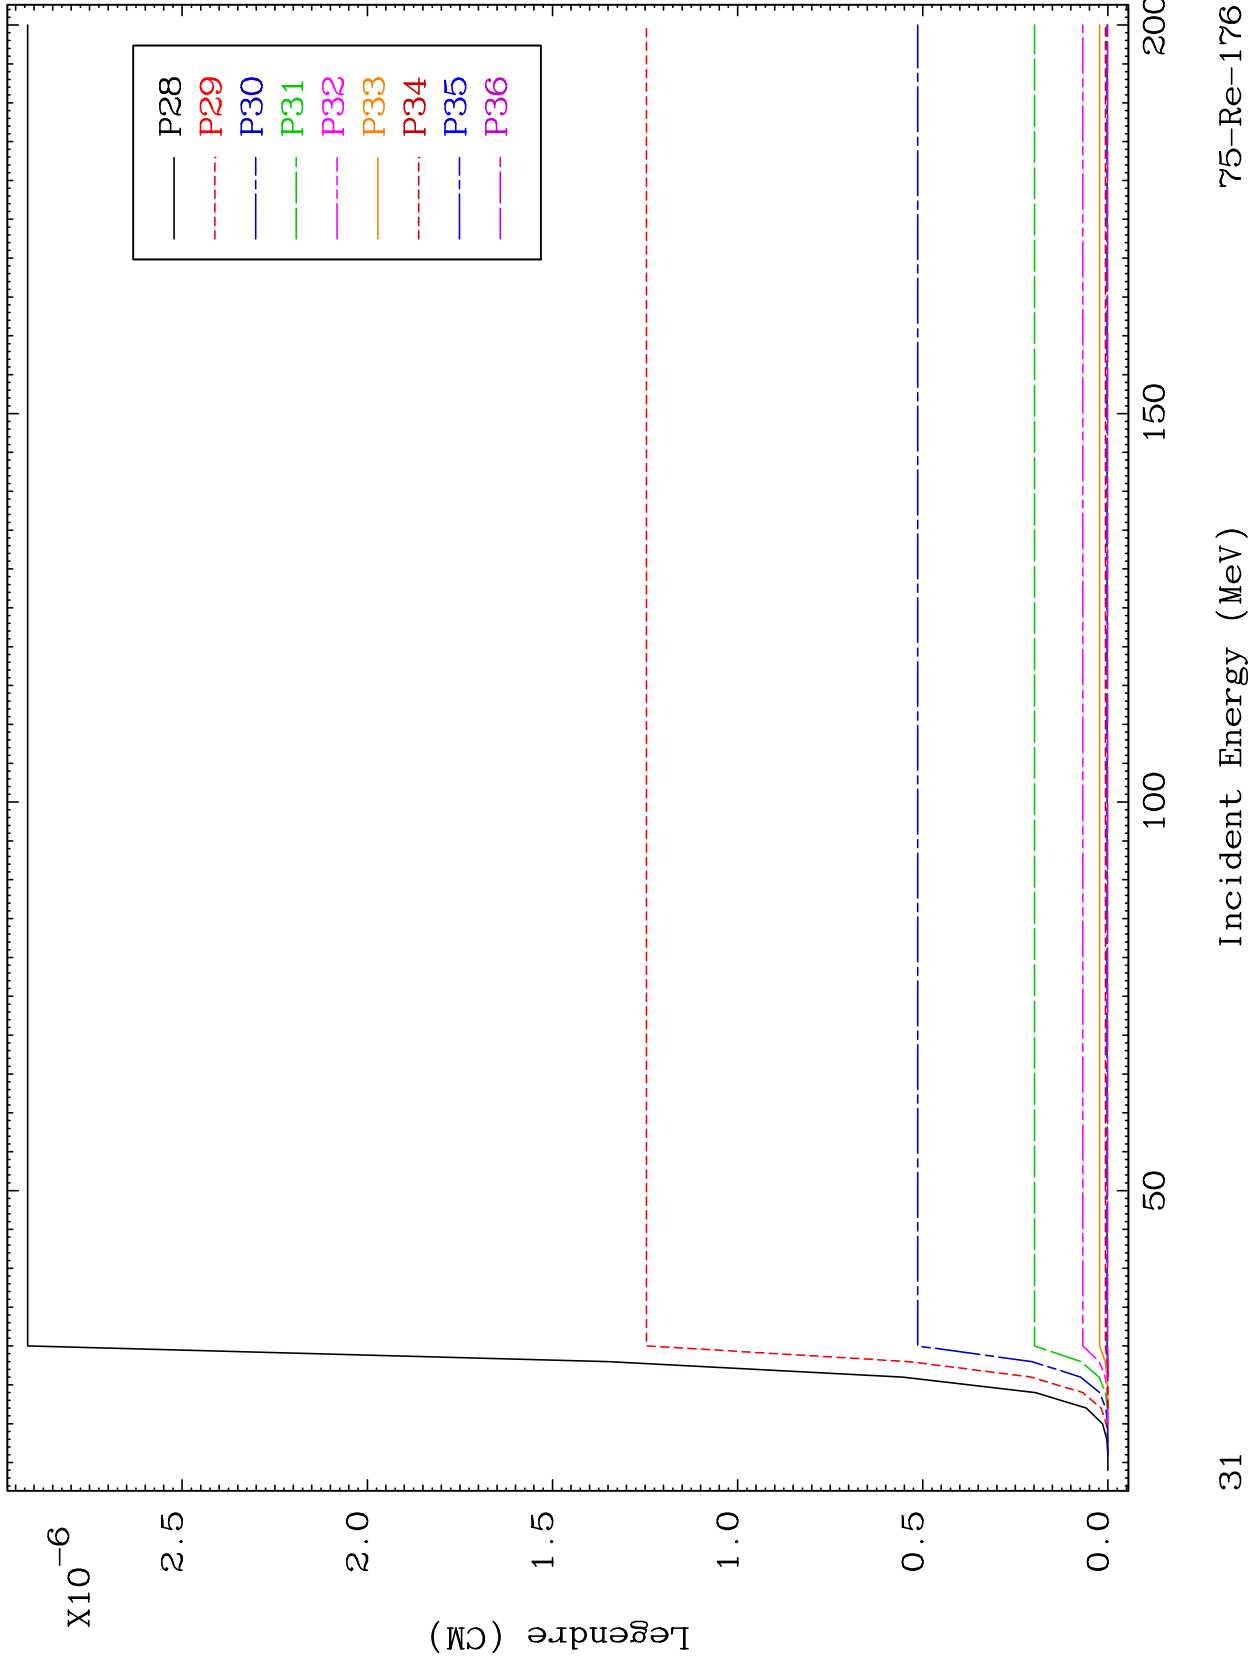 X10-6
2.5
2.0
1.5
1.0
0.5
0.0
Legendre (CM)
P28
P29
P30
P31
P32
P33
P34
P35
P36
50
100
150
200
31
Incident Energy (MeV)
75-Re-176